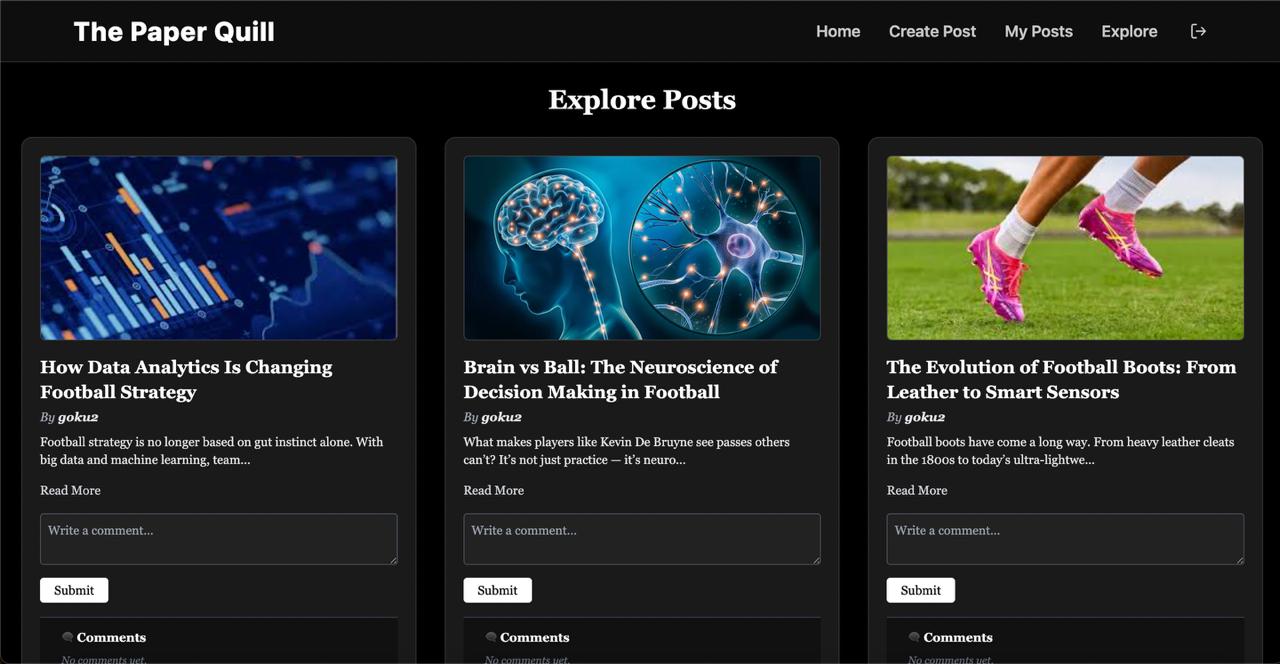 The Paper Quill
Home Create Post My Posts Explore
Explore Posts
How Data Analytics Is Changing
Football Strategy
By goku2
Football strategy is no longer based on gut instinct alone. With
big data and machine learning, team...
Read More
Write a comment...
Submit
Comments
No comments yet.
Brain vs Ball: The Neuroscience of
Decision Making in Football
By goku2
What makes players like Kevin De Bruyne see passes others
can't? It's not just practice — it's neuro...
Read More
Write a comment...
Submit
Comments
No comments yet.
The Evolution of Football Boots: From
Leather to Smart Sensors
By goku2
Football boots have come a long way. From heavy leather cleats
in the 1800s to today's ultra-lightwe...
Read More
Write a comment...
Submit
Comments
No comments yet.